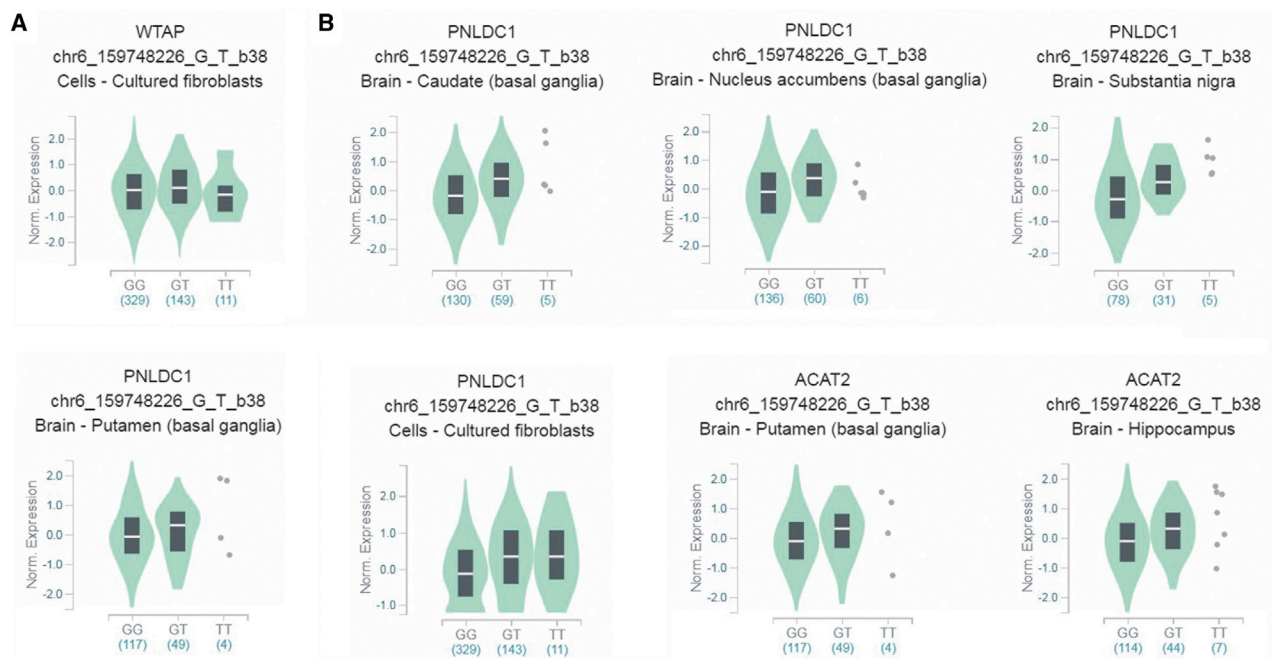 A
WTAP
chr6_159748226_G_T_b38
Cells - Cultured fibroblasts
Norm. Expression
2.0
1.0
0.0
-1.0
-2.0
GG GT TT
(329) (143) (11)
B
PNLDC1
chr6_159748226_G_T_b38
Brain - Caudate (basal ganglia)
Norm. Expression
2.0
1.0
0.0
-1.0
-2.0
GG GT TT
(130) (59) (5)
PNLDC1
chr6_159748226_G_T_b38
Brain - Nucleus accumbens (basal ganglia)
Norm. Expression
2.0
1.0
0.0
-1.0
-2.0
GG GT TT
(136) (60) (6)
PNLDC1
chr6_159748226_G_T_b38
Brain - Substantia nigra
Norm. Expression
2.0
1.0
0.0
-1.0
-2.0
GG GT TT
(78) (31) (5)
PNLDC1
chr6_159748226_G_T_b38
Brain - Putamen (basal ganglia)
Norm. Expression
2.0
1.0
0.0
-1.0
-2.0
GG GT TT
(117) (49) (4)
PNLDC1
chr6_159748226_G_T_b38
Cells - Cultured fibroblasts
Norm. Expression
2.0
1.0
0.0
-1.0
GG GT TT
(329) (143) (11)
ACAT2
chr6_159748226_G_T_b38
Brain - Putamen (basal ganglia)
Norm. Expression
2.0
1.0
0.0
-1.0
-2.0
GG GT TT
(117) (49) (4)
ACAT2
chr6_159748226_G_T_b38
Brain - Hippocampus
Norm. Expression
2.0
1.0
0.0
-1.0
-2.0
GG GT TT
(114) (44) (7)